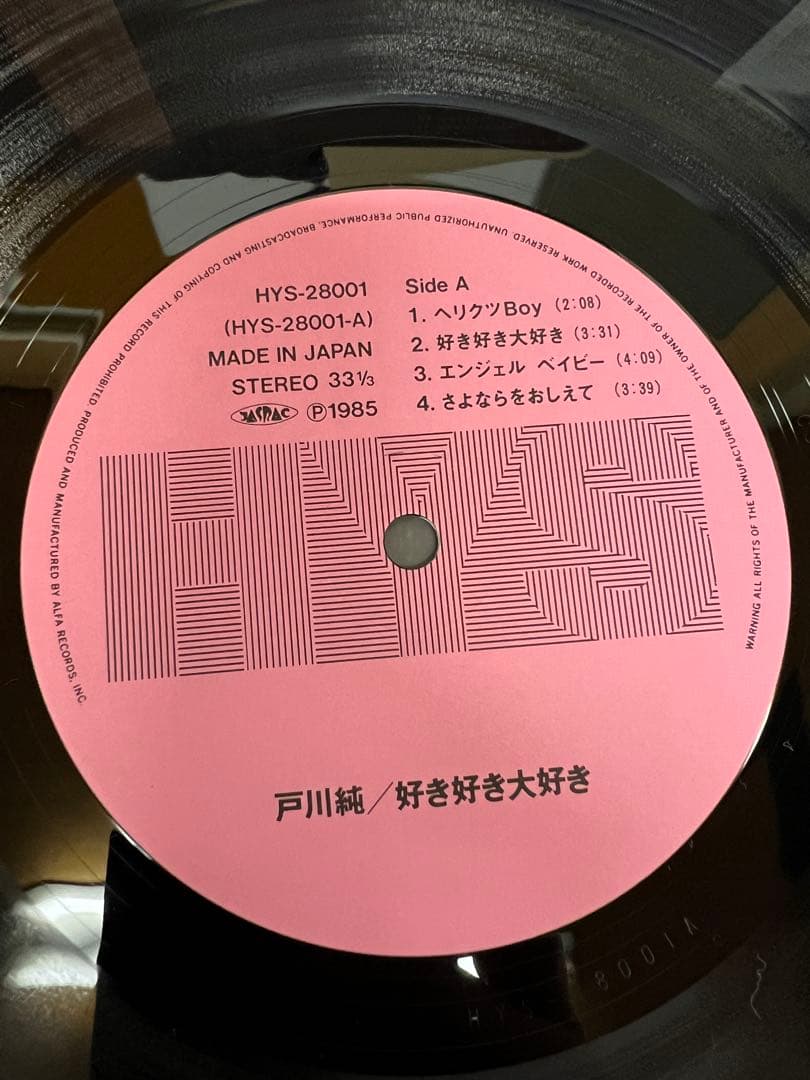 HYS-28001
(HYS-28001-A)
MADE IN JAPAN
STEREO 33 1/3
JASRAC Ⓟ1985
Side A
1. ヘリクツBoy (2:08)
2. 好き好き大好き (3:31)
3. エンジェル ベイビー (4:09)
4. さよならをおしえて (3:39)
HYS
戸川純／好き好き大好き
WARNING ALL RIGHTS OF THE MANUFACTURER AND OF THE OWNER OF THE RECORDED WORK RESERVED. UNAUTHORIZED PUBLIC PERFORMANCE, BROADCASTING AND COPYING OF THIS RECORD PROHIBITED. PRODUCED AND MANUFACTURED BY ALFA RECORDS, INC.